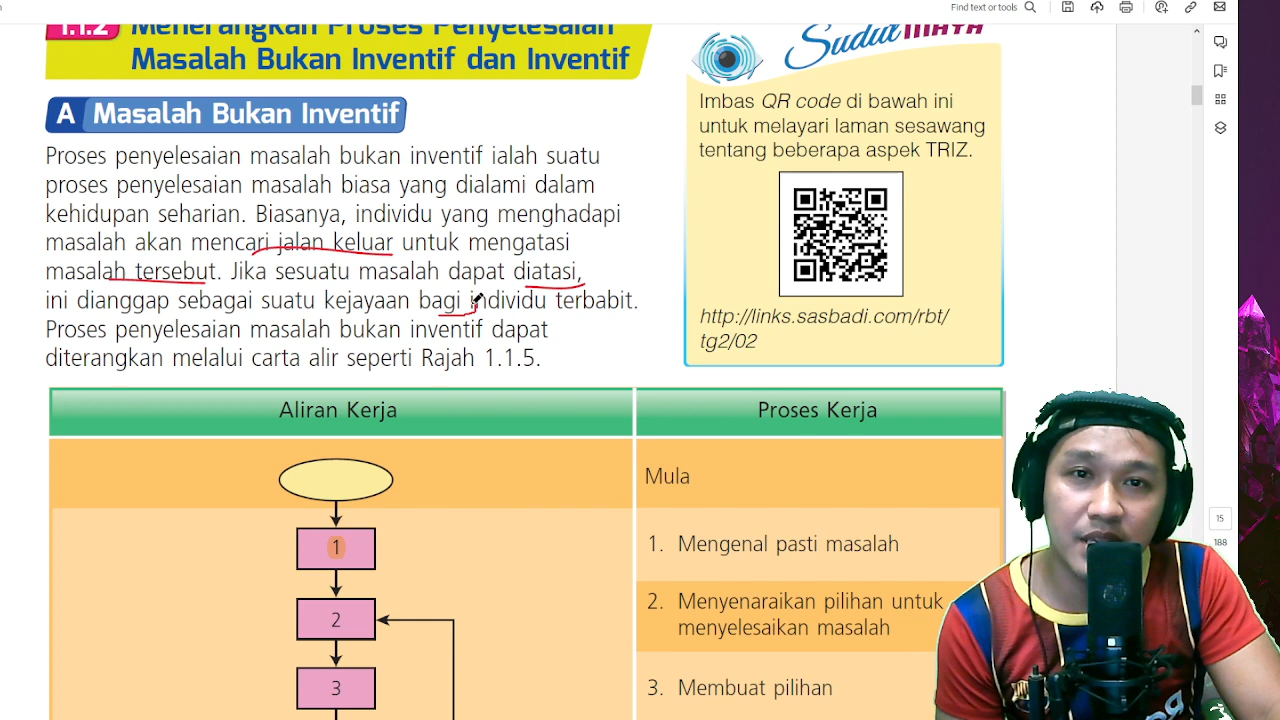 Find text or tools
1.1.2 Menerangkan Proses Penyelesaian
Masalah Bukan Inventif dan Inventif
A Masalah Bukan Inventif
Proses penyelesaian masalah bukan inventif ialah suatu
proses penyelesaian masalah biasa yang dialami dalam
kehidupan seharian. Biasanya, individu yang menghadapi
masalah akan mencari jalan keluar untuk mengatasi
masalah tersebut. Jika sesuatu masalah dapat diatasi,
ini dianggap sebagai suatu kejayaan bagi individu terbabit.
Proses penyelesaian masalah bukan inventif dapat
diterangkan melalui carta alir seperti Rajah 1.1.5.
Sudut MAYA
Imbas QR code di bawah ini
untuk melayari laman sesawang
tentang beberapa aspek TRIZ.
http://links.sasbadi.com/rbt/
tg2/02
Aliran Kerja
Proses Kerja
Mula
1
1. Mengenal pasti masalah
2
2. Menyenaraikan pilihan untuk
menyelesaikan masalah
3
3. Membuat pilihan
15
188